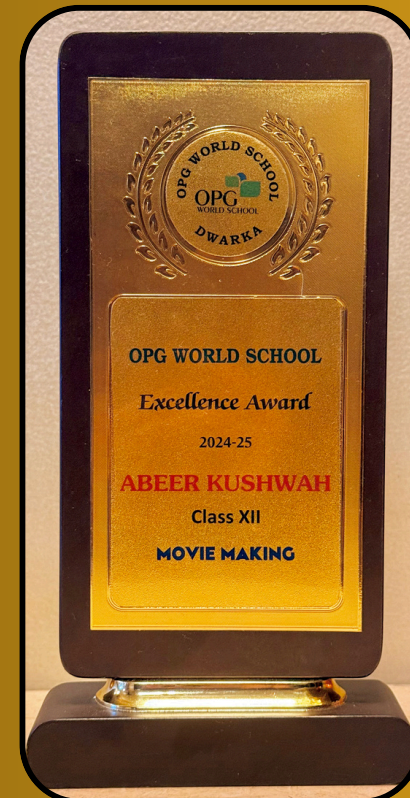 OPG WORLD SCHOOL
OPG
WORLD SCHOOL
DWARKA
OPG WORLD SCHOOL
Excellence Award
2024-25
ABEER KUSHWAH
Class XII
MOVIE MAKING